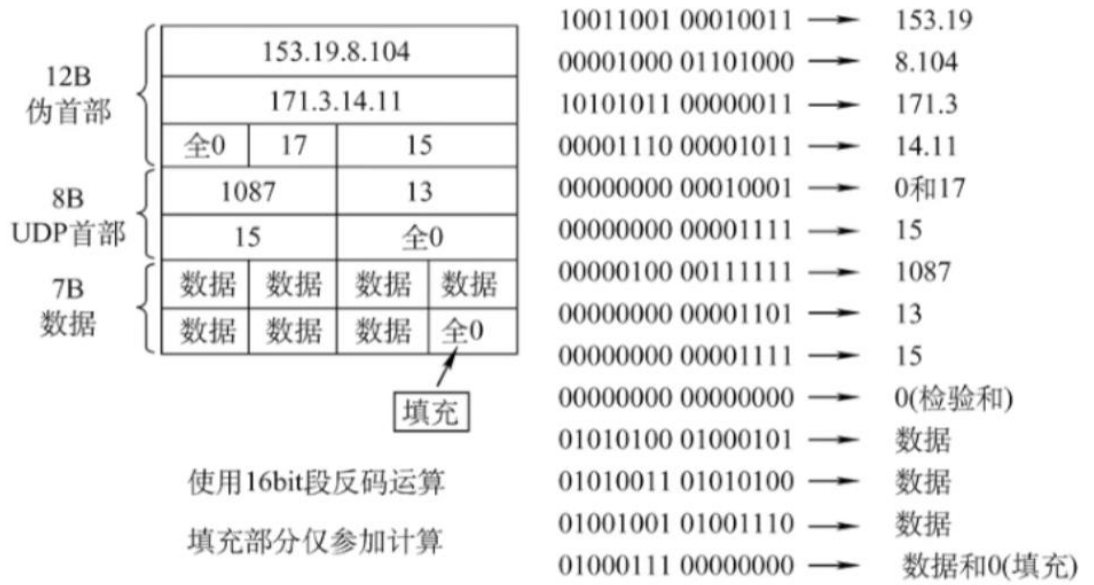 12B
伪首部
153.19.8.104
171.3.14.11
全0 17 15
8B
UDP首部
1087 13
15 全0
7B
数据
数据 数据 数据 数据
数据 数据 数据 全0
填充
使用16bit段反码运算
填充部分仅参加计算
10011001 00010011 → 153.19
00001000 01101000 → 8.104
10101011 00000011 → 171.3
00001110 00001011 → 14.11
00000000 00010001 → 0和17
00000000 00001111 → 15
00000100 00111111 → 1087
00000000 00001101 → 13
00000000 00001111 → 15
00000000 00000000 → 0(检验和)
01010100 01000101 → 数据
01010011 01010100 → 数据
01001001 01001110 → 数据
01000111 00000000 → 数据和0(填充)